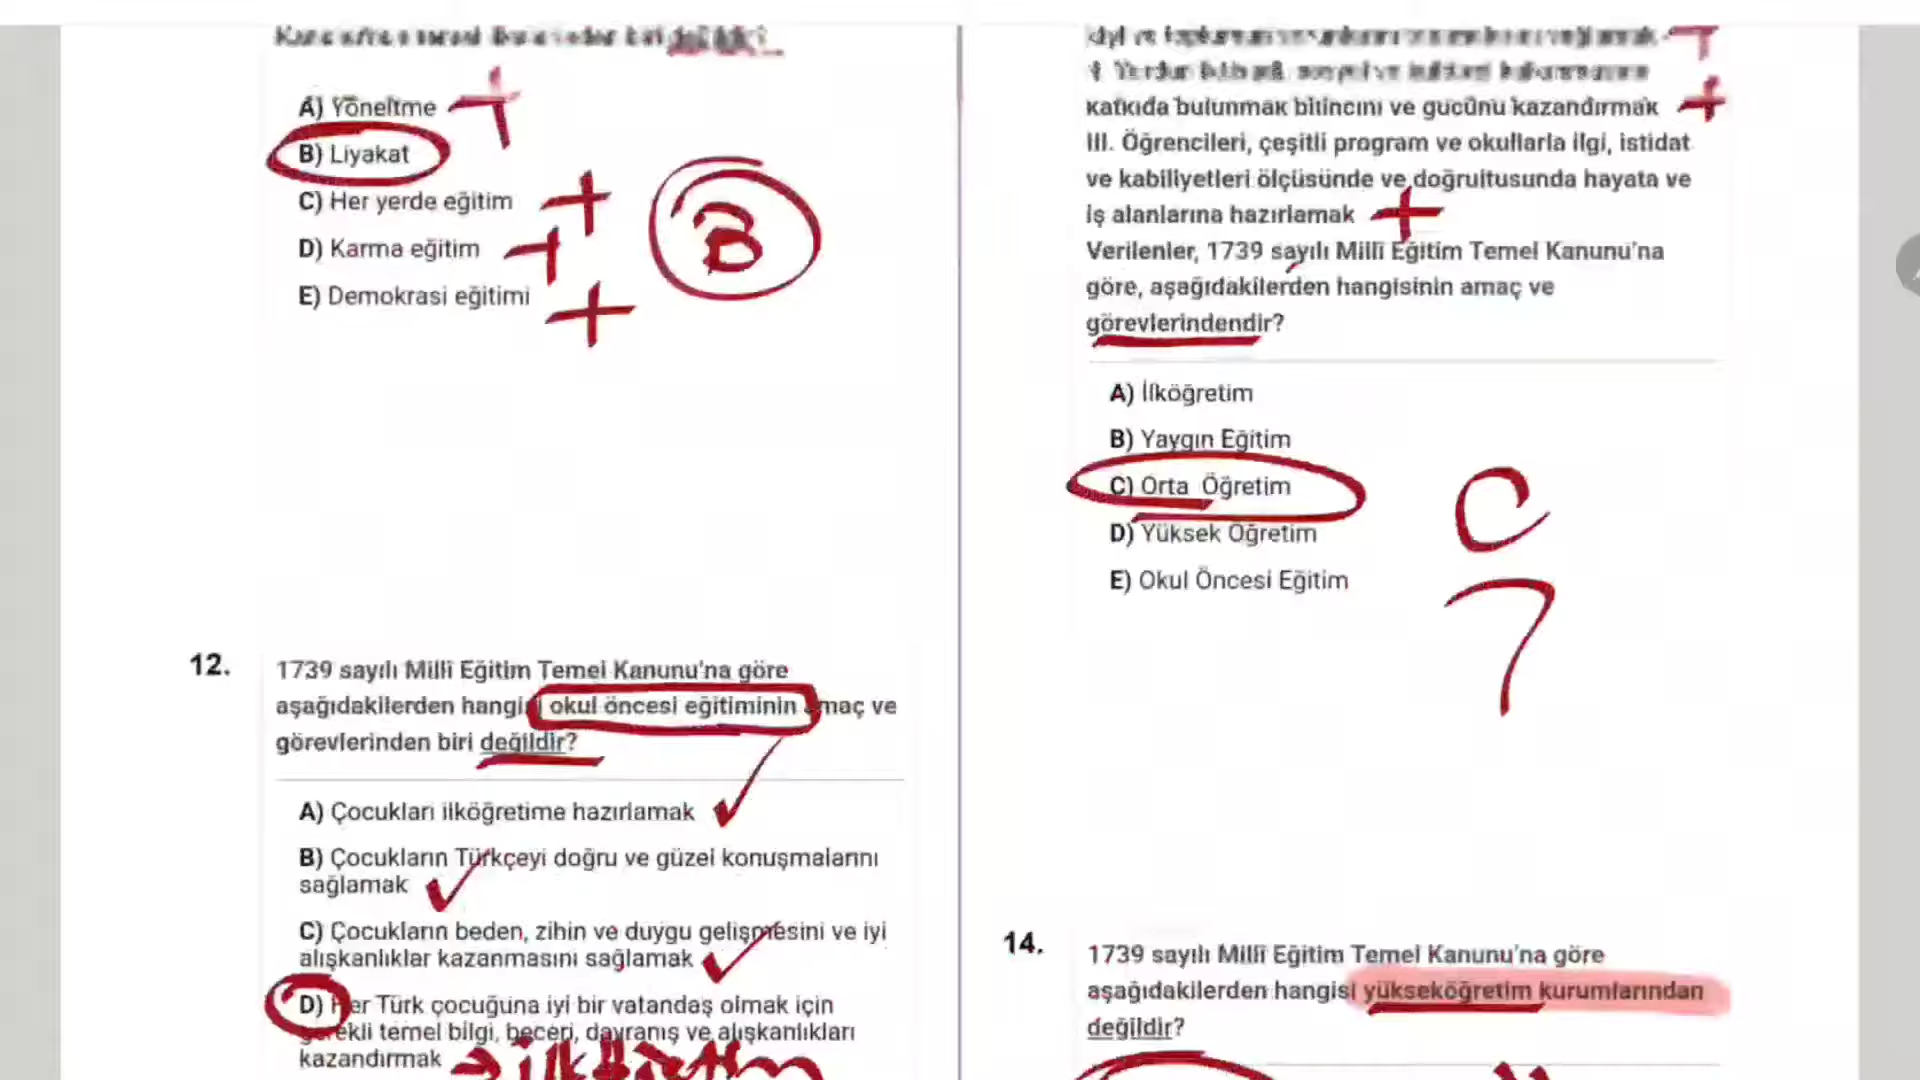 A) Yöneltme
B) Liyakat
C) Her yerde eğitim
D) Karma eğitim
E) Demokrasi eğitimi
B
12.
1739 sayılı Millî Eğitim Temel Kanunu'na göre
aşağıdakilerden hangisi okul öncesi eğitiminin amaç ve
görevlerinden biri değildir?
A) Çocukları ilköğretime hazırlamak
B) Çocukların Türkçeyi doğru ve güzel konuşmalarını
sağlamak
C) Çocukların beden, zihin ve duygu gelişmesini ve iyi
alışkanlıklar kazanmasını sağlamak
D) Her Türk çocuğuna iyi bir vatandaş olmak için
gerekli temel bilgi, beceri, davranış ve alışkanlıkları
kazandırmak
katkıda bulunmak bilincini ve gücünü kazandırmak
III. Öğrencileri, çeşitli program ve okullarla ilgi, istidat
ve kabiliyetleri ölçüsünde ve doğrultusunda hayata ve
iş alanlarına hazırlamak
Verilenler, 1739 sayılı Millî Eğitim Temel Kanunu'na
göre, aşağıdakilerden hangisinin amaç ve
görevlerindendir?
A) İlköğretim
B) Yaygın Eğitim
C) Orta Öğretim
D) Yüksek Öğretim
E) Okul Öncesi Eğitim
C
14.
1739 sayılı Millî Eğitim Temel Kanunu'na göre
aşağıdakilerden hangisi yükseköğretim kurumlarından
değildir?